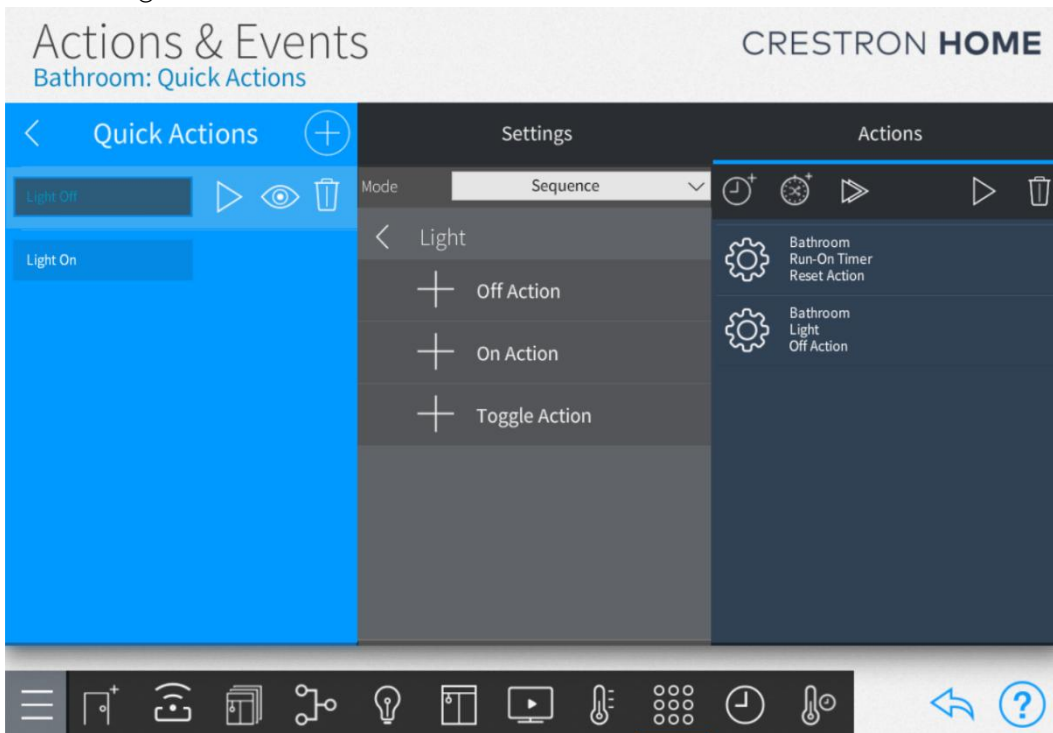 Actions & Events
CRESTRON HOME
Bathroom: Quick Actions
Quick Actions
Settings
Actions
Light Off
Mode
Sequence
Light
Light On
Off Action
On Action
Toggle Action
Bathroom
Run-On Timer
Reset Action
Bathroom
Light
Off Action
?